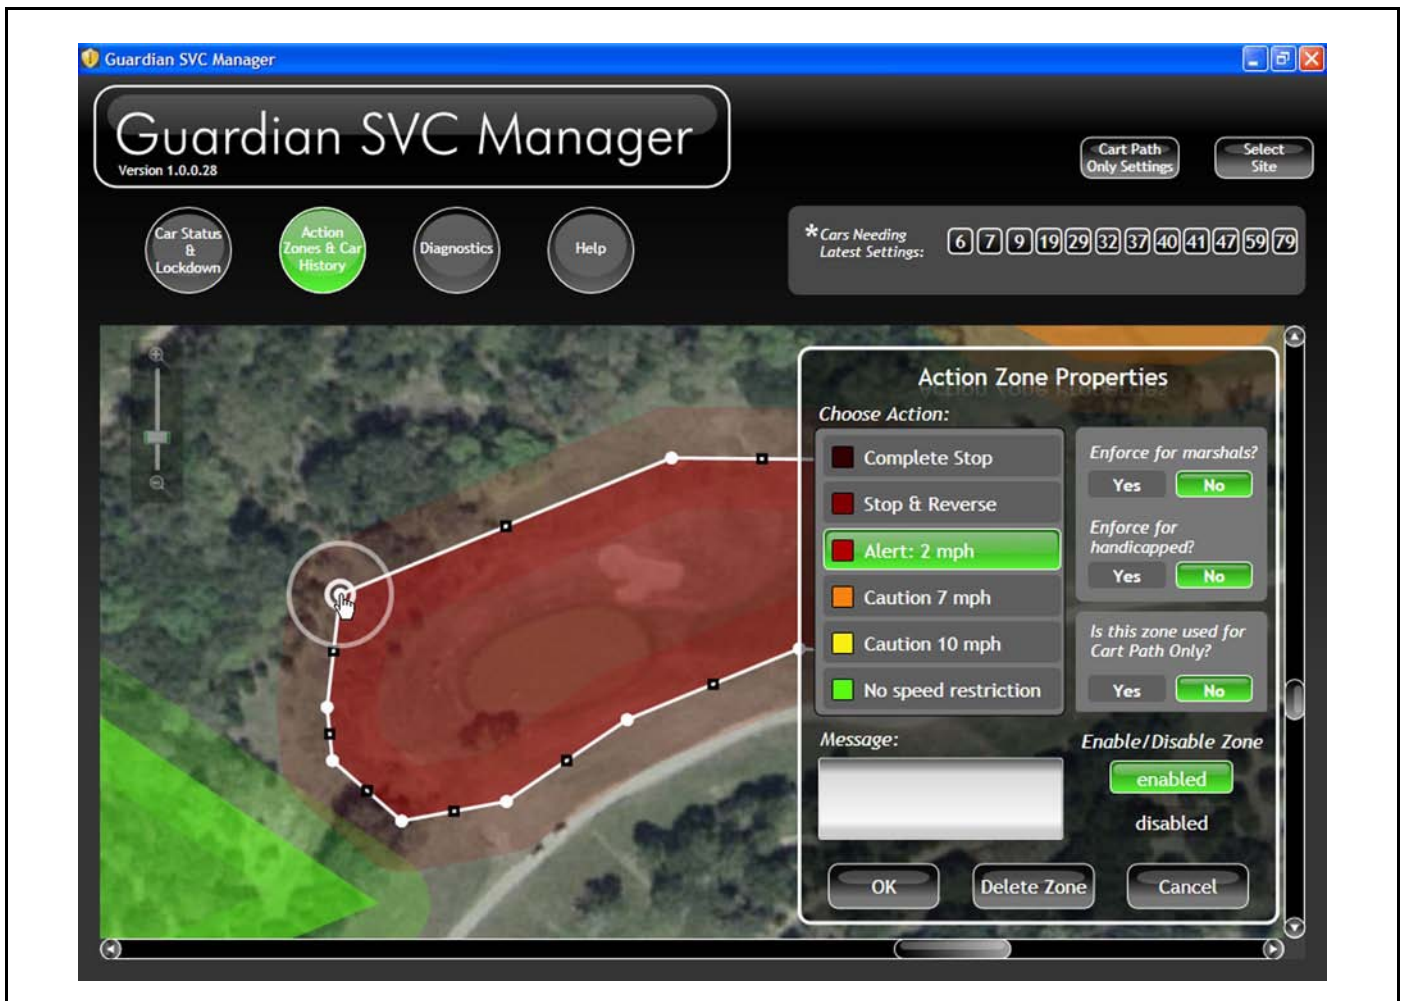 Guardian SVC Manager
Guardian SVC Manager
Version 1.0.0.28
Cart Path
Only Settings
Select
Site
Car Status
&
Lockdown
Action
Zones & Car
History
Diagnostics
Help
*Cars Needing
Latest Settings:
6 7 9 19 29 32 37 40 41 47 59 79
Action Zone Properties
Choose Action:
Complete Stop
Stop & Reverse
Alert: 2 mph
Caution 7 mph
Caution 10 mph
No speed restriction
Enforce for marshals?
Yes No
Enforce for
handicapped?
Yes No
Is this zone used for
Cart Path Only?
Yes No
Message:
Enable/Disable Zone
enabled
disabled
OK Delete Zone Cancel